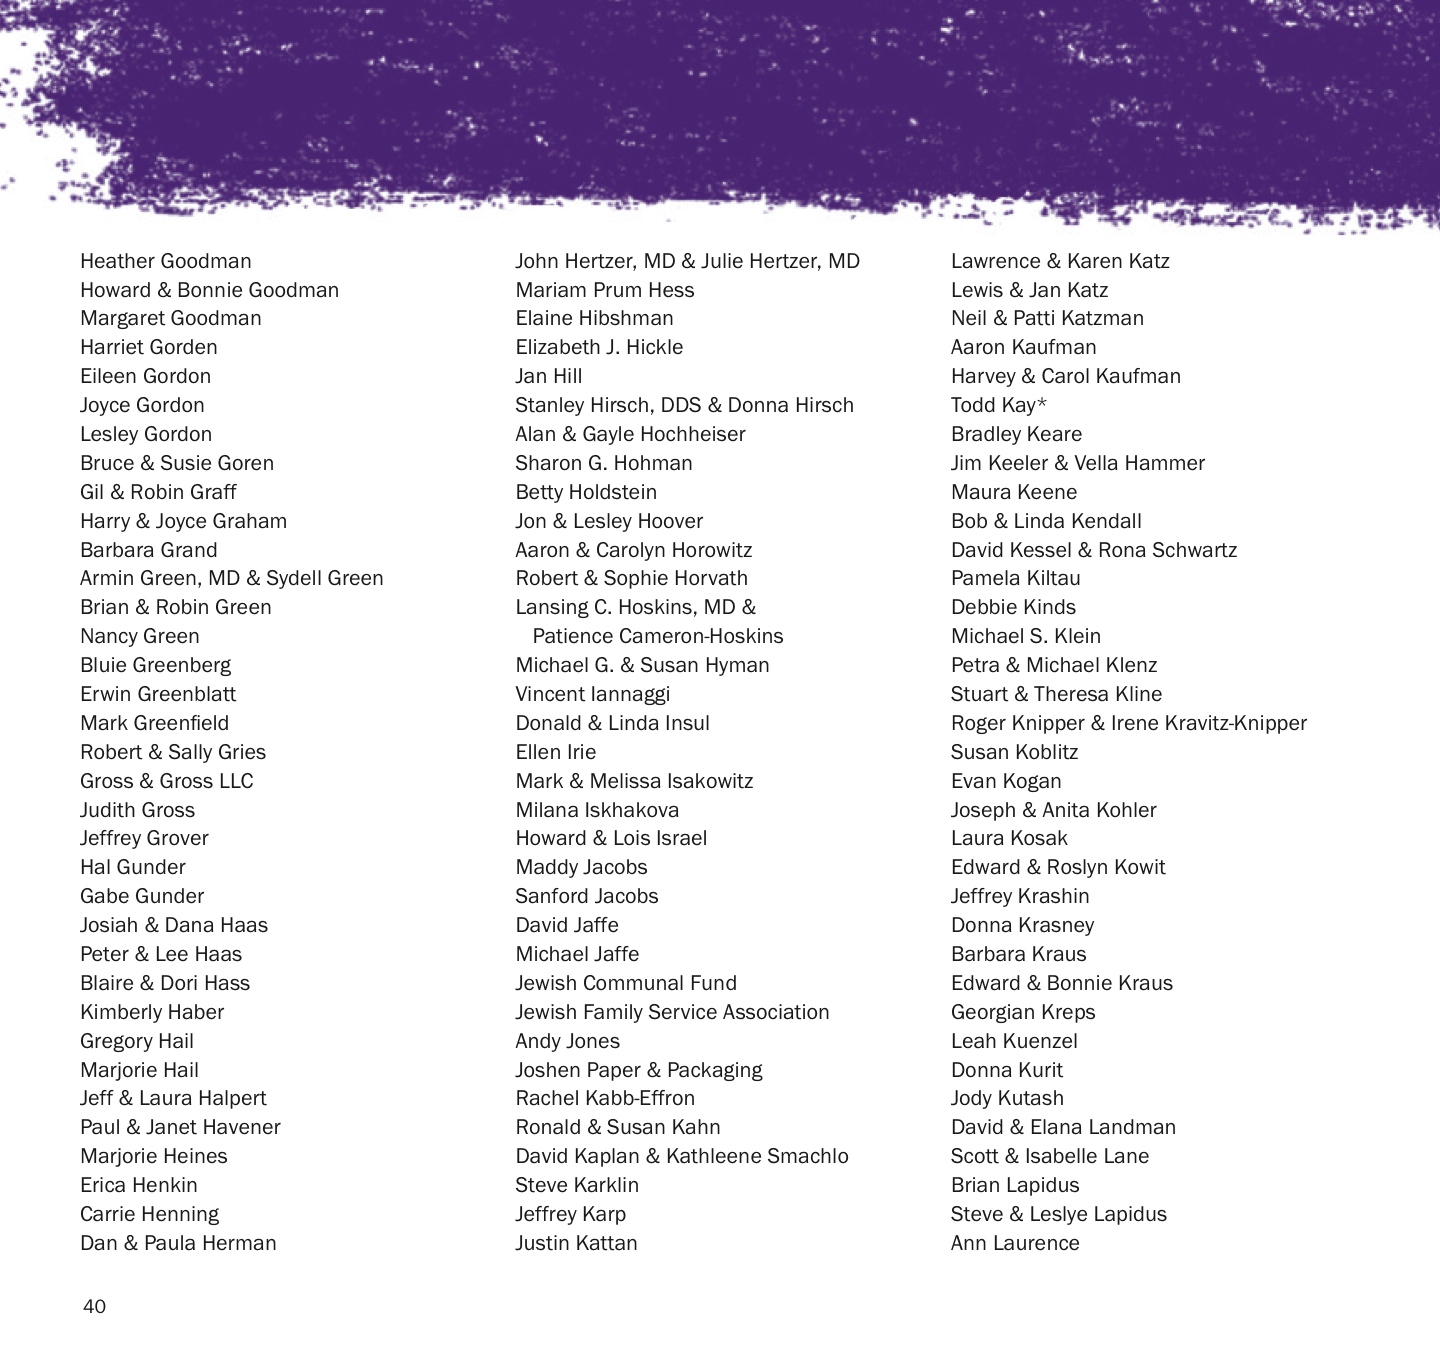 Heather Goodman
Howard & Bonnie Goodman
Margaret Goodman
Harriet Gorden
Eileen Gordon
Joyce Gordon
Lesley Gordon
Bruce & Susie Goren
Gil & Robin Graff
Harry & Joyce Graham
Barbara Grand
Armin Green, MD & Sydell Green
Brian & Robin Green
Nancy Green
Bluie Greenberg
Erwin Greenblatt
Mark Greenfield
Robert & Sally Gries
Gross & Gross LLC
Judith Gross
Jeffrey Grover
Hal Gunder
Gabe Gunder
Josiah & Dana Haas
Peter & Lee Haas
Blaire & Dori Hass
Kimberly Haber
Gregory Hail
Marjorie Hail
Jeff & Laura Halpert
Paul & Janet Havener
Marjorie Heines
Erica Henkin
Carrie Henning
Dan & Paula Herman
John Hertzer, MD & Julie Hertzer, MD
Mariam Prum Hess
Elaine Hibshman
Elizabeth J. Hickle
Jan Hill
Stanley Hirsch, DDS & Donna Hirsch
Alan & Gayle Hochheiser
Sharon G. Hohman
Betty Holdstein
Jon & Lesley Hoover
Aaron & Carolyn Horowitz
Robert & Sophie Horvath
Lansing C. Hoskins, MD &
Patience Cameron-Hoskins
Michael G. & Susan Hyman
Vincent Iannaggi
Donald & Linda Insul
Ellen Irie
Mark & Melissa Isakowitz
Milana Iskhakova
Howard & Lois Israel
Maddy Jacobs
Sanford Jacobs
David Jaffe
Michael Jaffe
Jewish Communal Fund
Jewish Family Service Association
Andy Jones
Joshen Paper & Packaging
Rachel Kabb-Effron
Ronald & Susan Kahn
David Kaplan & Kathleene Smachlo
Steve Karklin
Jeffrey Karp
Justin Kattan
Lawrence & Karen Katz
Lewis & Jan Katz
Neil & Patti Katzman
Aaron Kaufman
Harvey & Carol Kaufman
Todd Kay*
Bradley Keare
Jim Keeler & Vella Hammer
Maura Keene
Bob & Linda Kendall
David Kessel & Rona Schwartz
Pamela Kiltau
Debbie Kinds
Michael S. Klein
Petra & Michael Klenz
Stuart & Theresa Kline
Roger Knipper & Irene Kravitz-Knipper
Susan Koblitz
Evan Kogan
Joseph & Anita Kohler
Laura Kosak
Edward & Roslyn Kowit
Jeffrey Krashin
Donna Krasney
Barbara Kraus
Edward & Bonnie Kraus
Georgian Kreps
Leah Kuenzel
Donna Kurit
Jody Kutash
David & Elana Landman
Scott & Isabelle Lane
Brian Lapidus
Steve & Leslye Lapidus
Ann Laurence
40